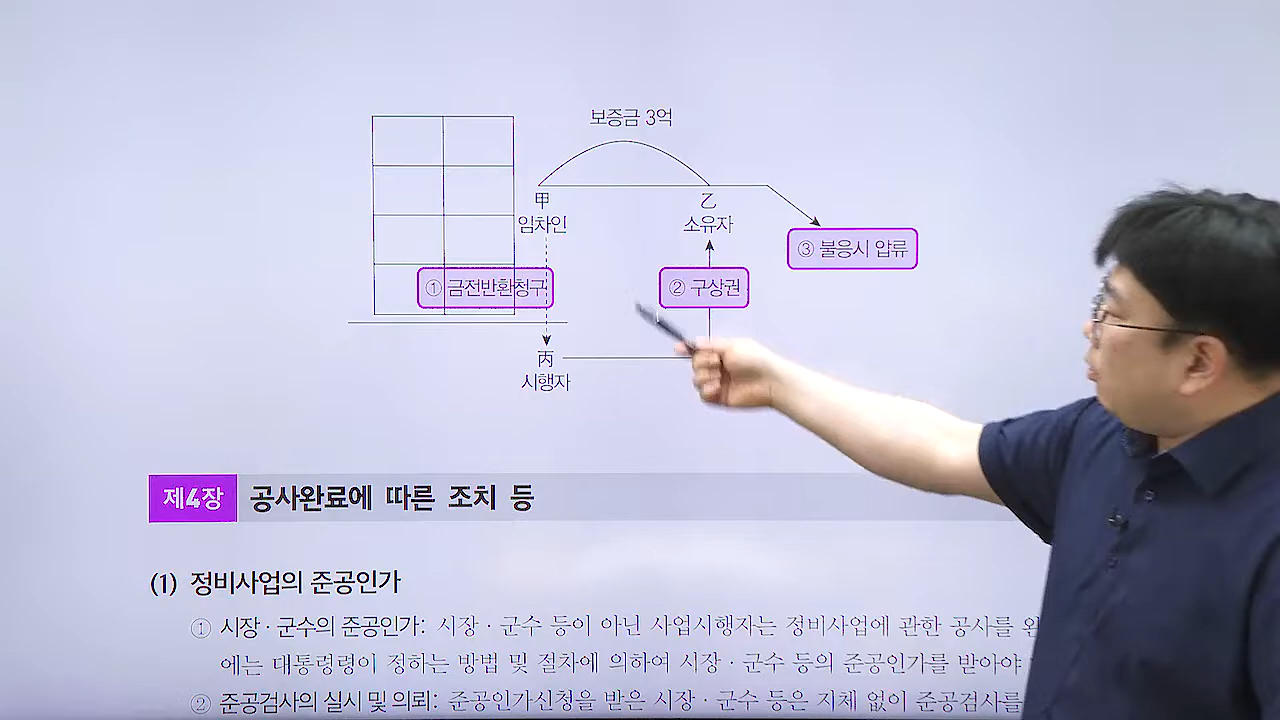 보증금 3억
甲 乙
임차인 소유자
③ 불응시 압류
① 금전반환청구 ② 구상권
丙
시행자
제4장 공사완료에 따른 조치 등
(1) 정비사업의 준공인가
① 시장·군수의 준공인가: 시장·군수 등이 아닌 사업시행자는 정비사업에 관한 공사를
에는 대통령령이 정하는 방법 및 절차에 의하여 시장·군수 등의 준공인가를 받아야
② 준공검사의 실시 및 의뢰: 준공인가신청을 받은 시장·군수 등은 지체 없이 준공검사를